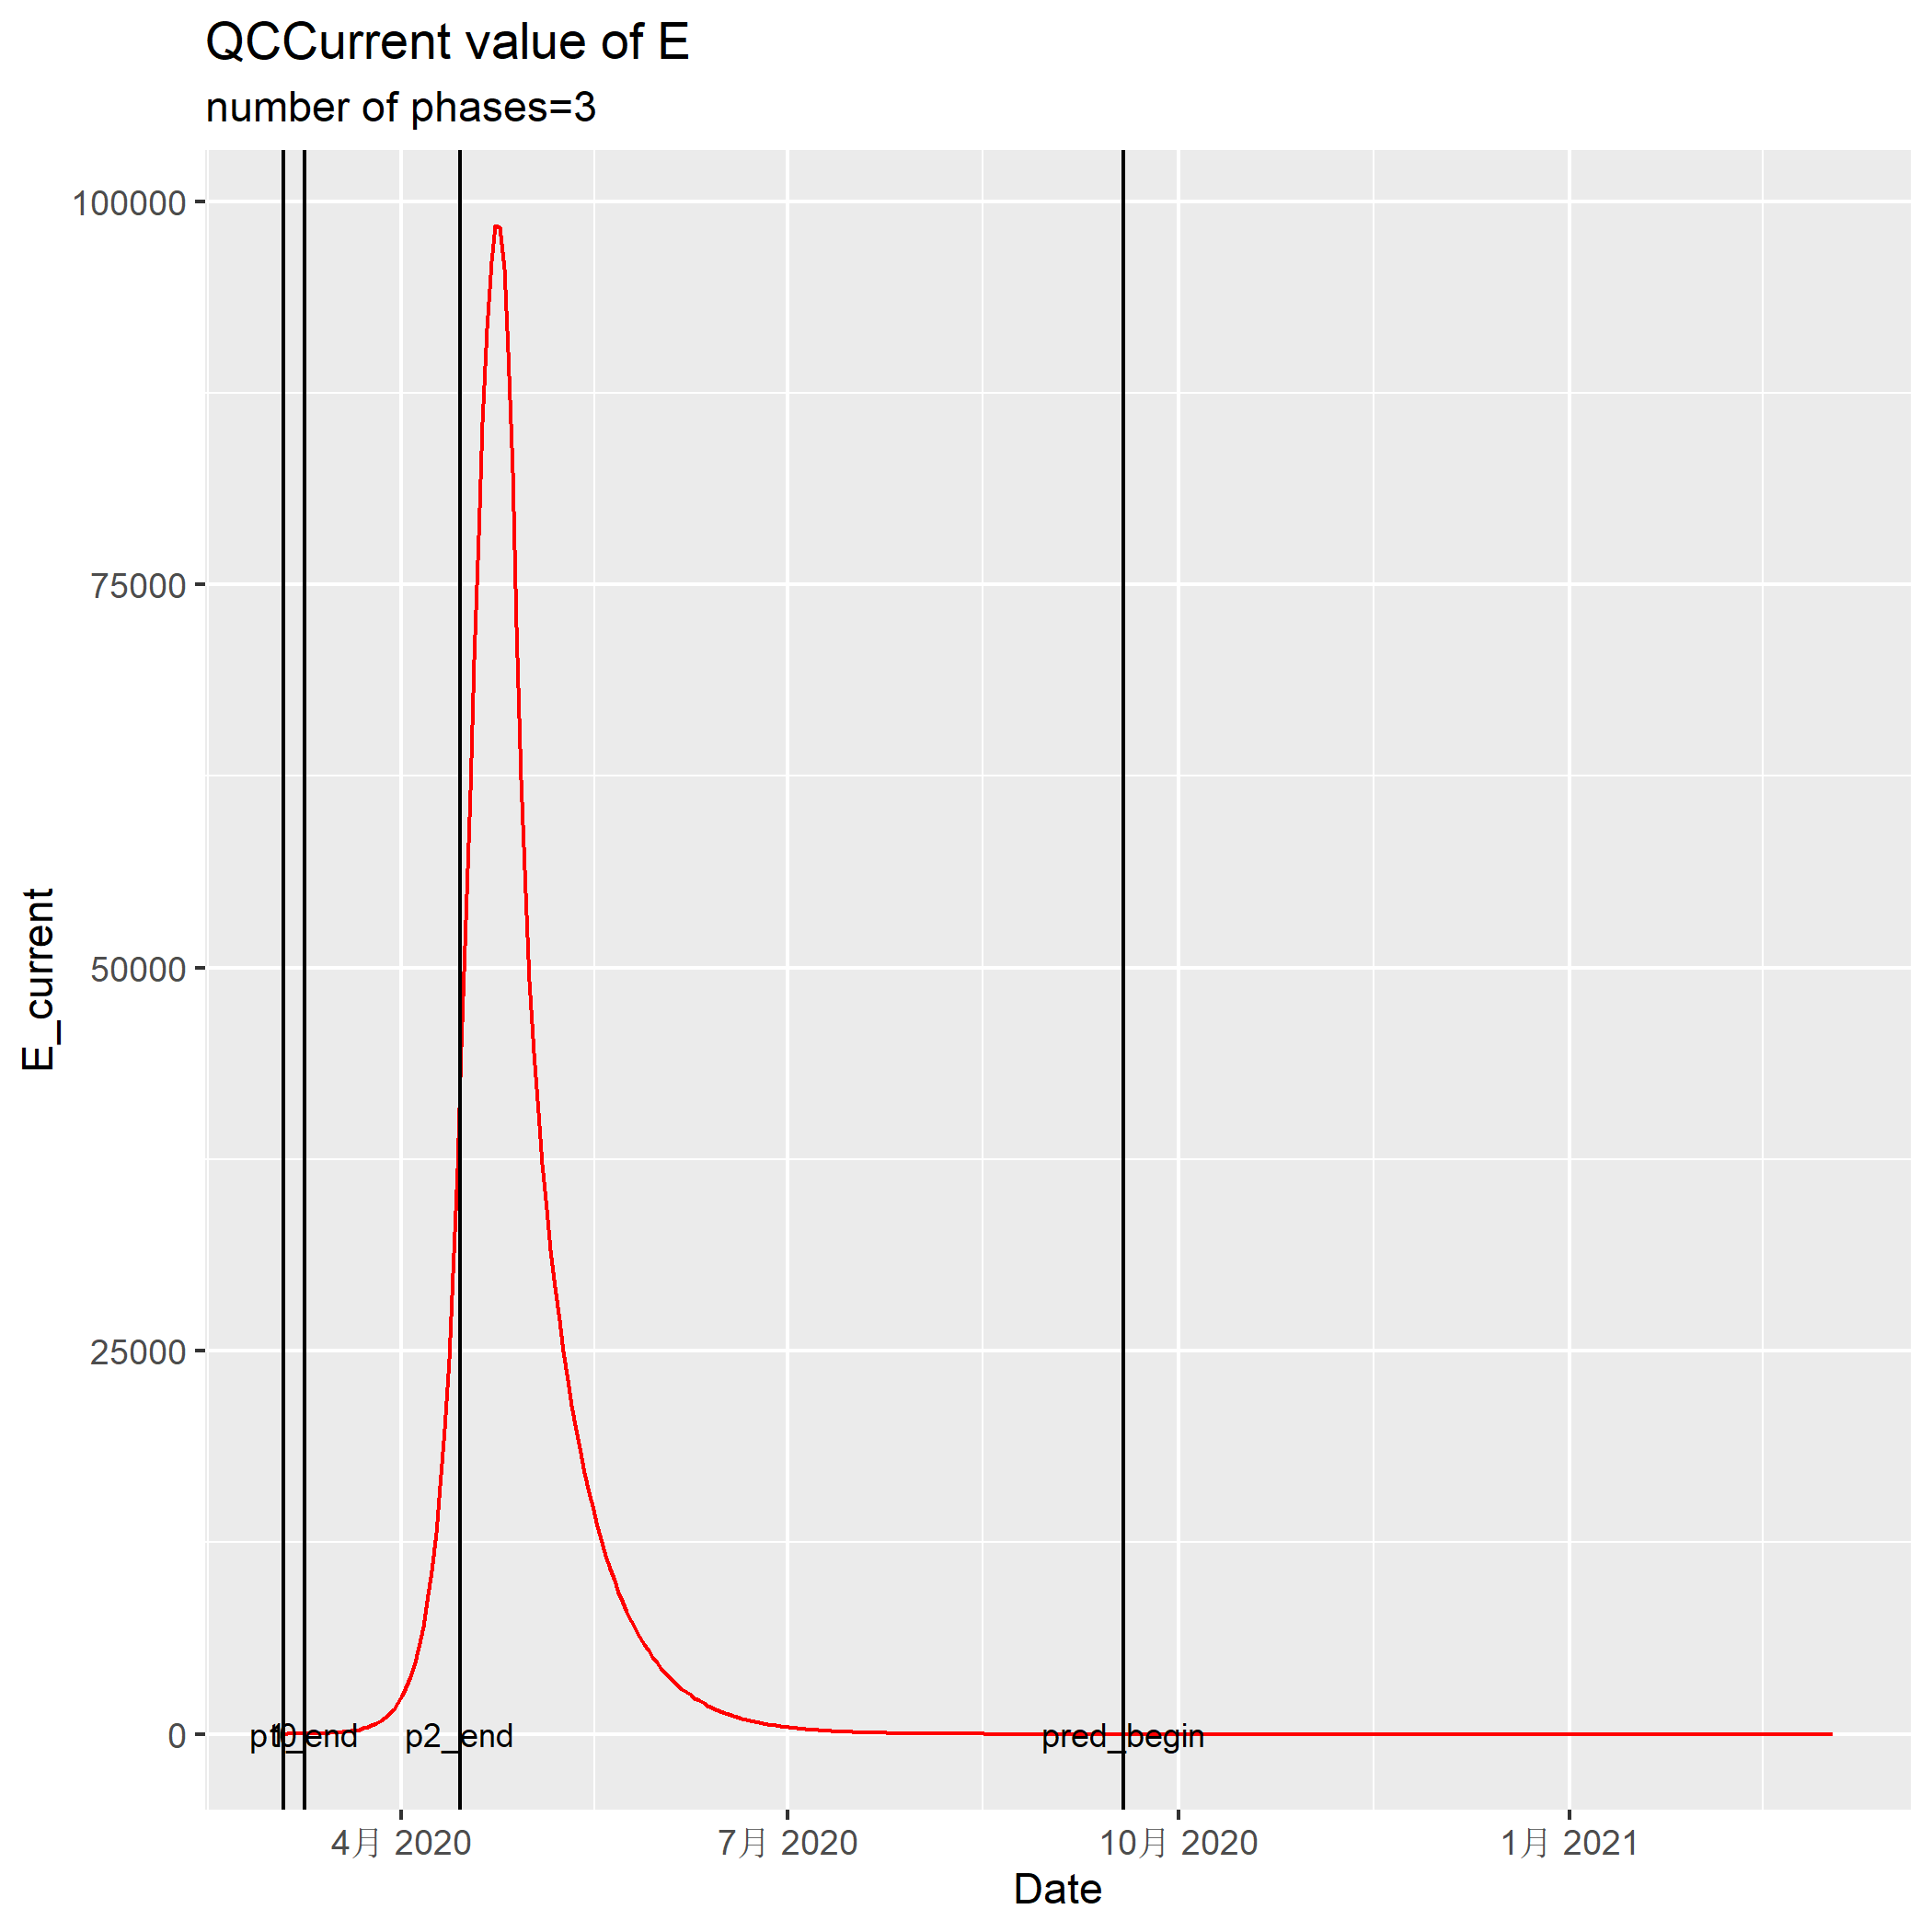 QCCurrent value of E
number of phases=3
100000
75000
50000
25000
0
E_current
p2_end
pred_begin
4月 2020
7月 2020
10月 2020
1月 2021
Date